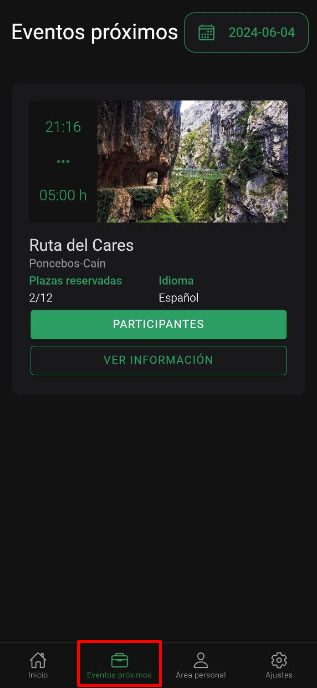 Eventos próximos
2024-06-04
21:16
05:00 h
Ruta del Cares
Poncebos-Caín
Plazas reservadas
Idioma
2/12
Español
PARTICIPANTES
VER INFORMACIÓN
Inicio
Eventos próximos
Área personal
Ajustes